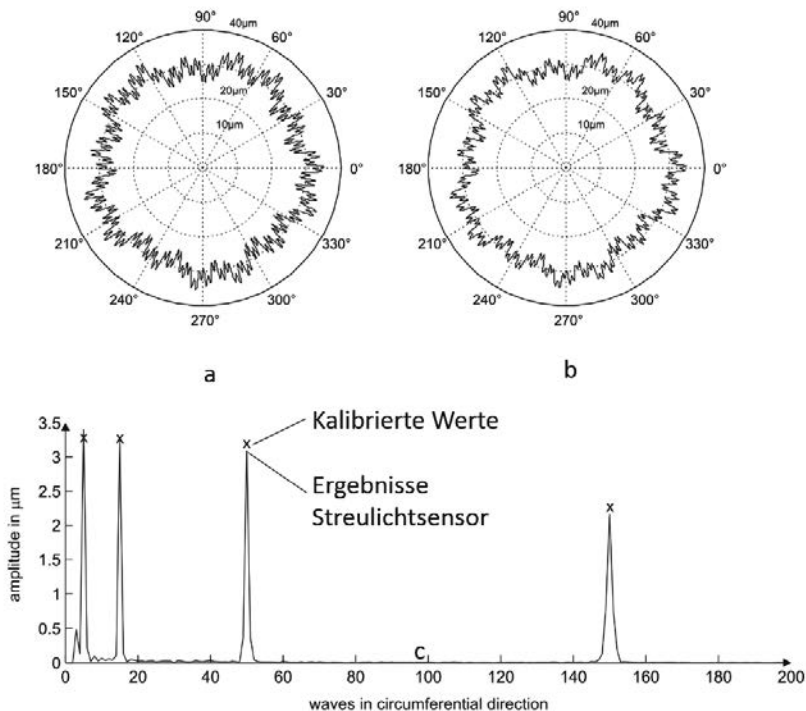 90°
40µm
120°
60°
150°
30°
20µm
10µm
180°
0°
210°
330°
240°
300°
270°
a
90°
40µm
120°
60°
150°
30°
20µm
10µm
180°
0°
210°
330°
240°
300°
270°
b
3.5
3
2.5
2
1.5
1
0.5
0
amplitude in µm
x
x
x
x
Kalibrierte Werte
Ergebnisse
Streulichtsensor
c
0 20 40 60 80 100 120 140 160 180 200
waves in circumferential direction